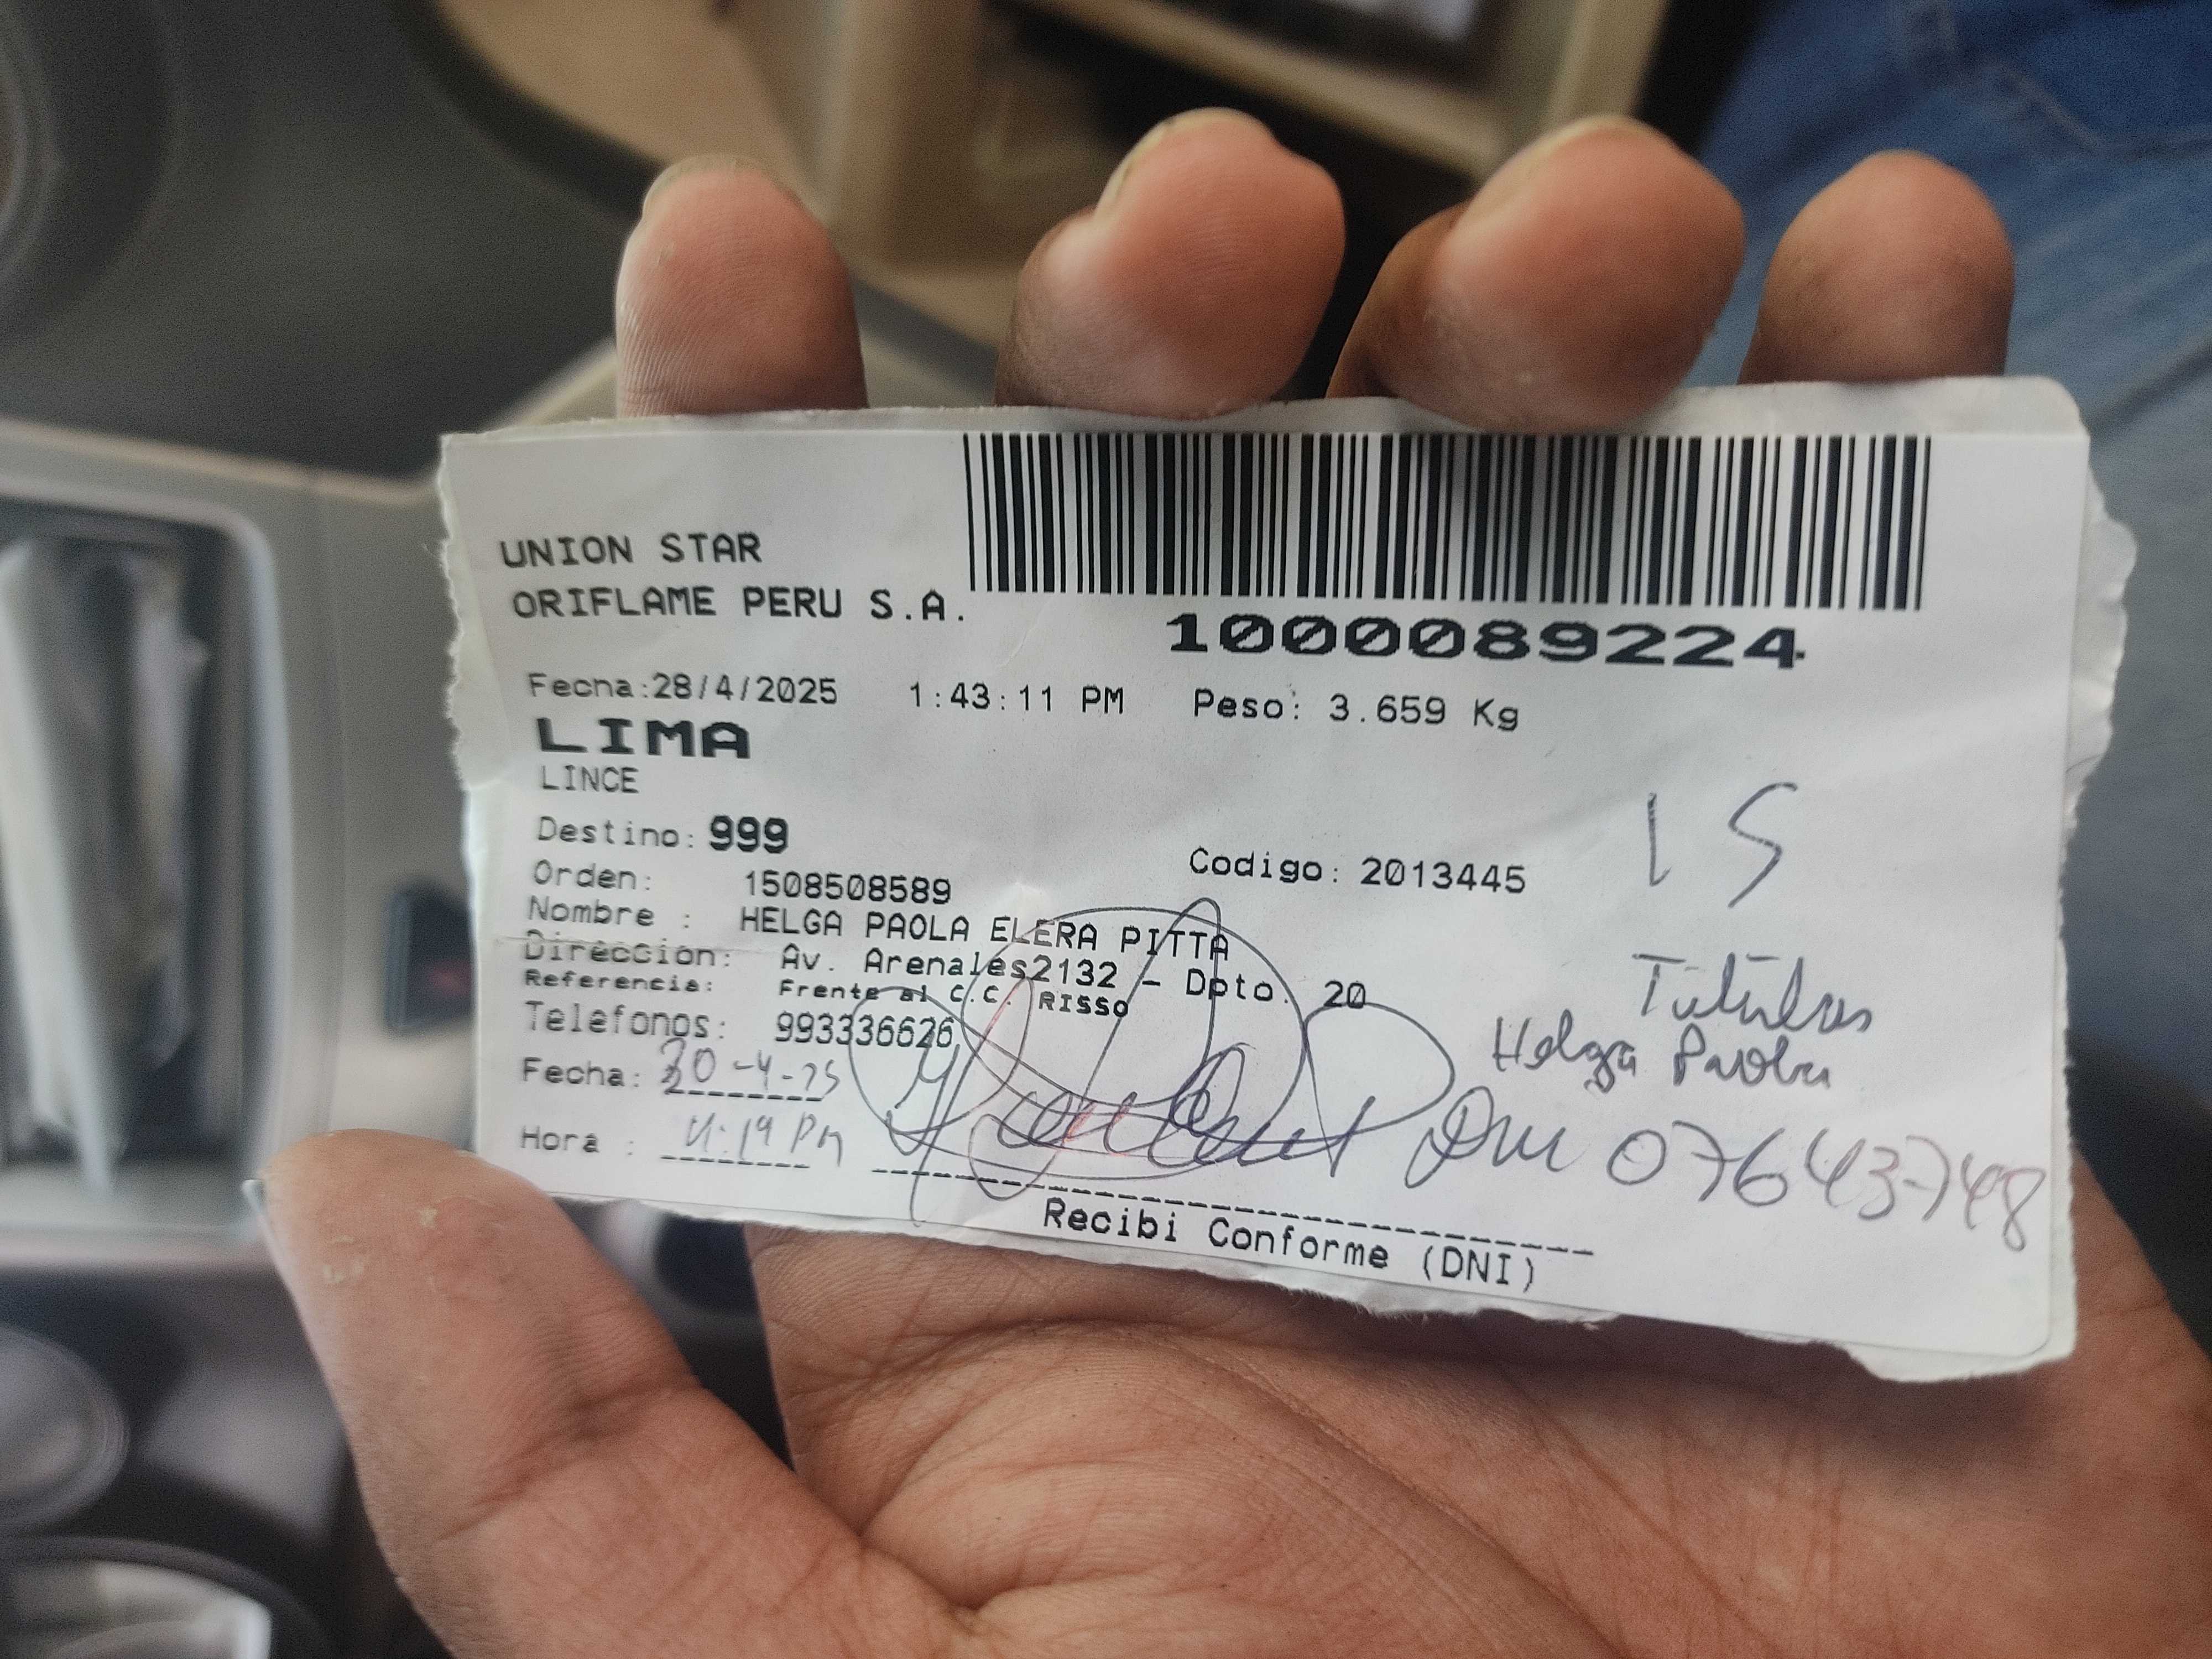 UNION STAR
ORIFLAME PERU S.A.
1000089224
Fecha:28/4/2025 1:43:11 PM Peso: 3.659 Kg
LIMA
LINCE
Destino: 999
Orden: 1508508589 Codigo: 2013445
15
Nombre : HELGA PAOLA ELERA PITTA
Direccion: Av. Arenales2132 - Dpto. 20
Referencia: Frente al C.C. RISSO
Telefonos: 993336626
Helga Paola
Fecha: 30-4-25
Hora : 4:19 PM
07643748
Recibi Conforme (DNI)